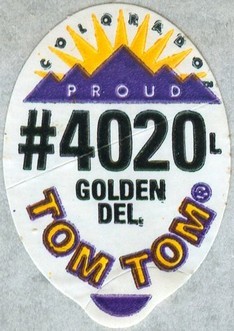 COLORADO!
PROUD
#4020L
GOLDEN
DEL.
TOM TOM®